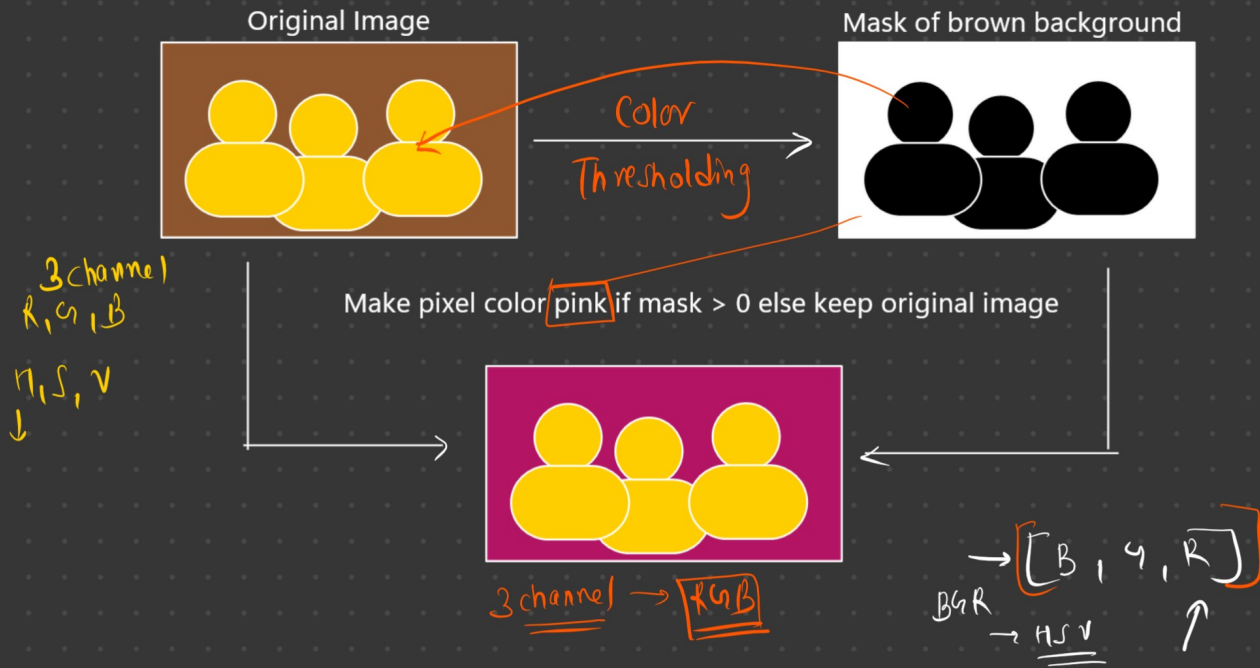 Original Image
Mask of brown background
Color
Thresholding
3 channel
R, G, B
Make pixel color pink if mask > 0 else keep original image
H, S, V
[B, G, R]
3 channel → RGB
BGR
→ HSV